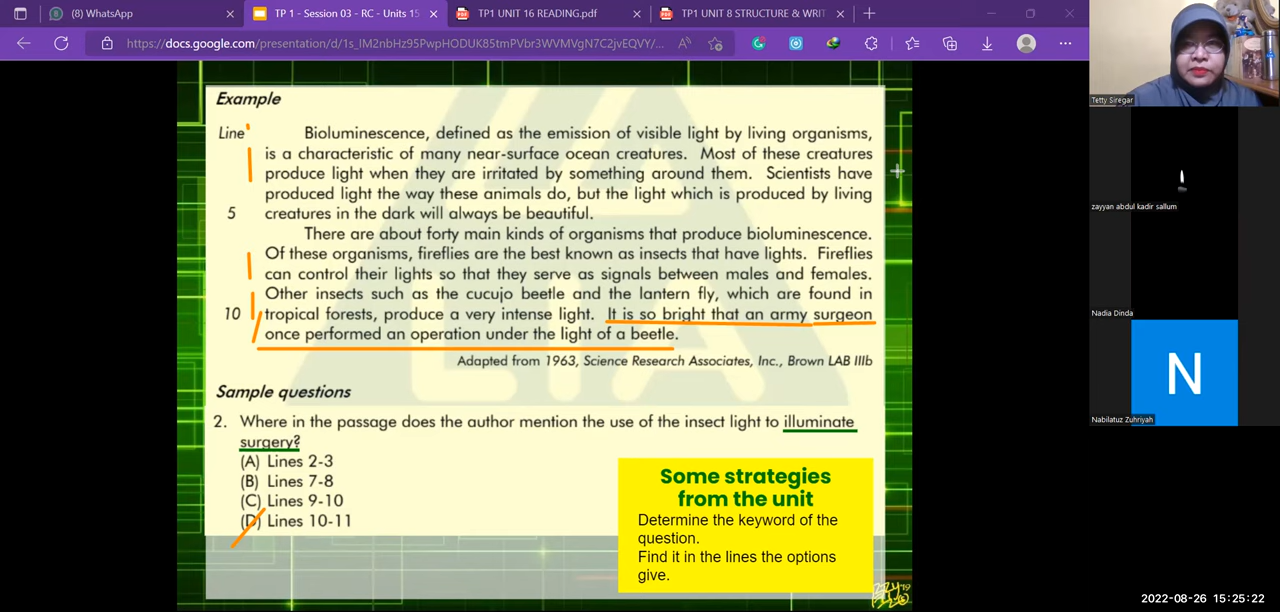 (8) WhatsApp
TP 1 - Session 03 - RC - Units 15
TP1 UNIT 16 READING.pdf
TP1 UNIT 8 STRUCTURE & WRIT
https://docs.google.com/presentation/d/1s_IM2nbHz95PwpHODUK85tmPVbr3WVMVgN7C2jvEQVY/...
Example
Line Bioluminescence, defined as the emission of visible light by living organisms,
is a characteristic of many near-surface ocean creatures. Most of these creatures
produce light when they are irritated by something around them. Scientists have
produced light the way these animals do, but the light which is produced by living
5 creatures in the dark will always be beautiful.
There are about forty main kinds of organisms that produce bioluminescence.
Of these organisms, fireflies are the best known as insects that have lights. Fireflies
can control their lights so that they serve as signals between males and females.
Other insects such as the cucujo beetle and the lantern fly, which are found in
10 tropical forests, produce a very intense light. It is so bright that an army surgeon
once performed an operation under the light of a beetle.
Adapted from 1963, Science Research Associates, Inc., Brown LAB IIIb
Sample questions
2. Where in the passage does the author mention the use of the insect light to illuminate
surgery?
(A) Lines 2-3
(B) Lines 7-8
(C) Lines 9-10
(D) Lines 10-11
Some strategies
from the unit
Determine the keyword of the
question.
Find it in the lines the options
give.
Tetty Siregar
zayyan abdul kadir sallum
Nadia Dinda
N
Nabilatuz Zuhriyah
2022-08-26 15:25:22